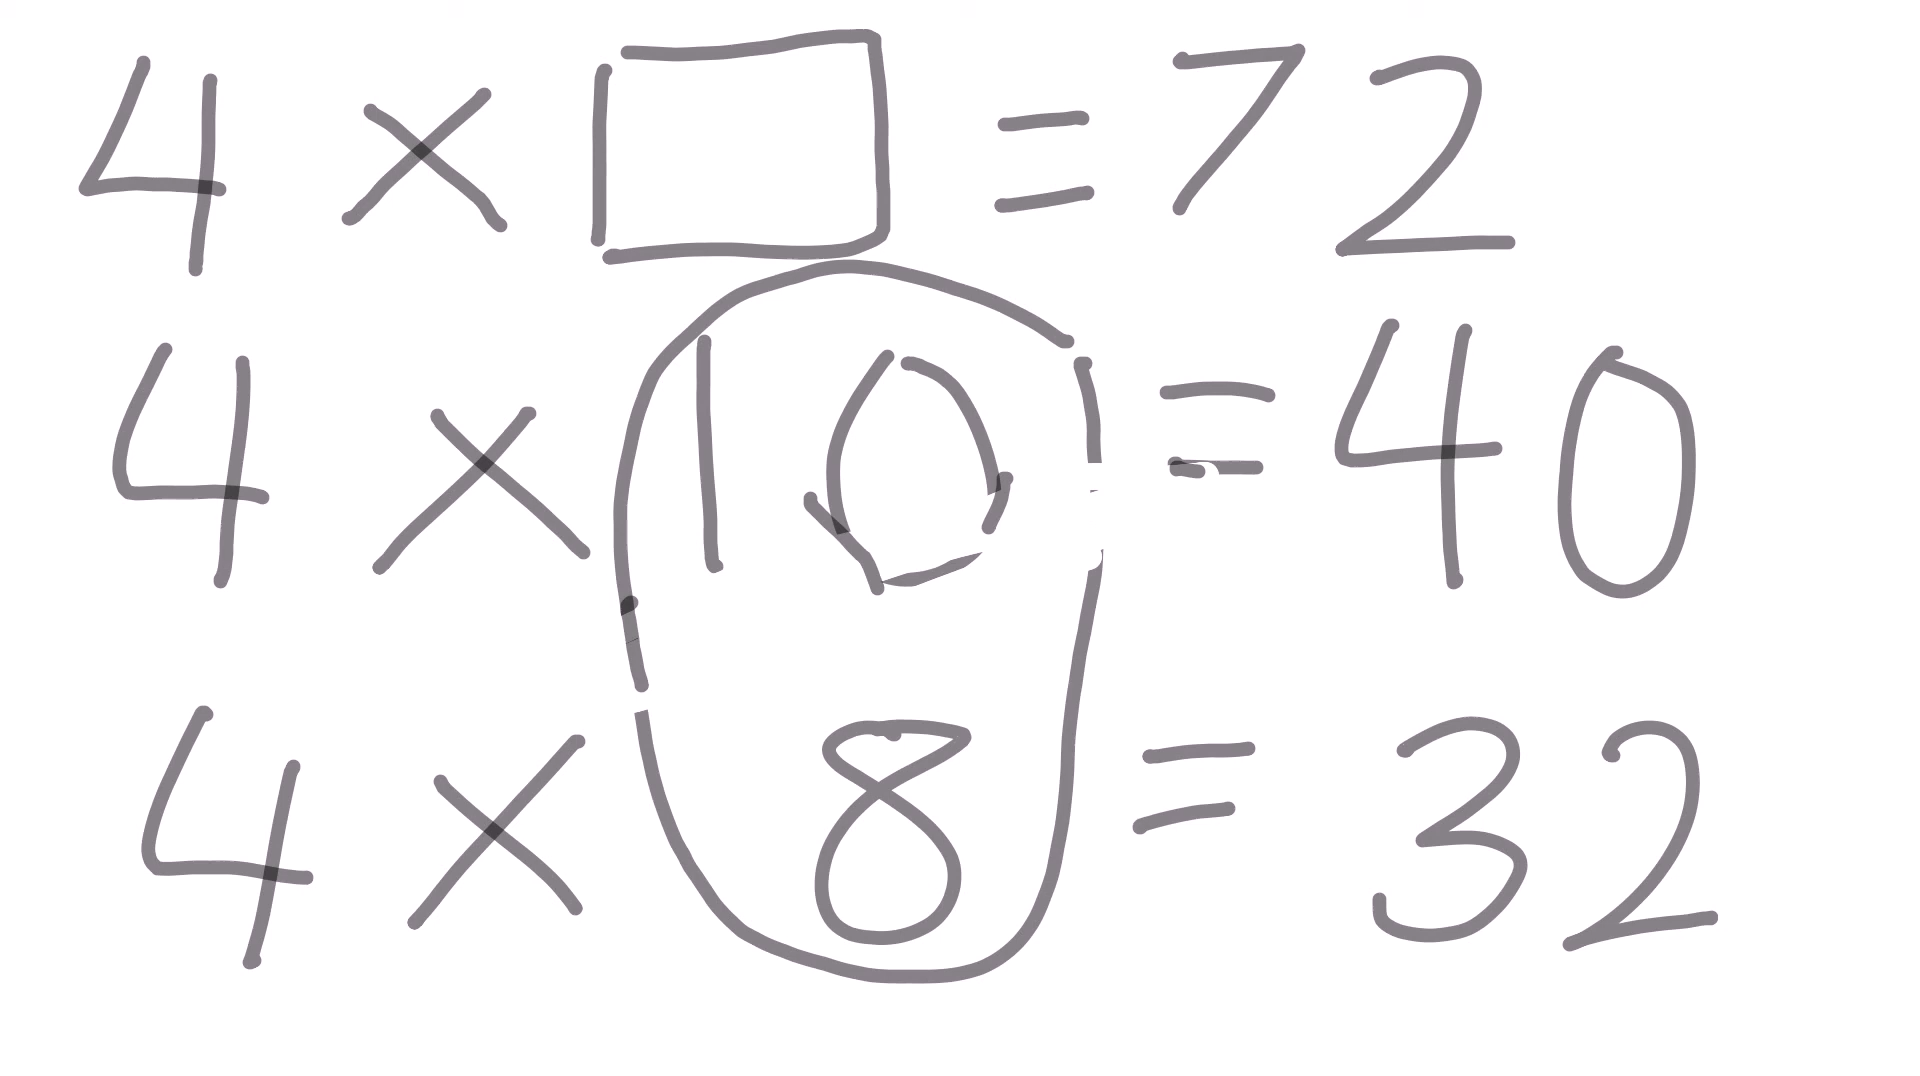 4 × □ = 72
4 × 10 = 40
4 × 8 = 32